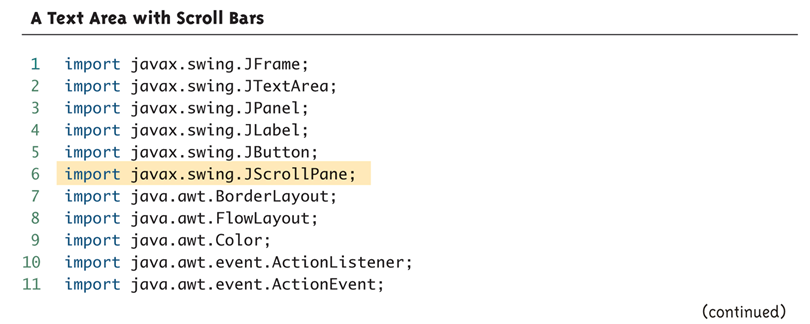 A Text Area with Scroll Bars
1 import javax.swing.JFrame;
2 import javax.swing.JTextArea;
3 import javax.swing.JPanel;
4 import javax.swing.JLabel;
5 import javax.swing.JButton;
6 import javax.swing.JScrollPane;
7 import java.awt.BorderLayout;
8 import java.awt.FlowLayout;
9 import java.awt.Color;
10 import java.awt.event.ActionListener;
11 import java.awt.event.ActionEvent;
(continued)